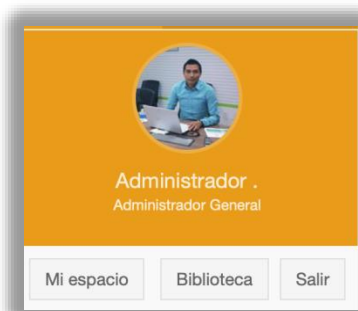 Administrador .
Administrador General
Mi espacio Biblioteca Salir